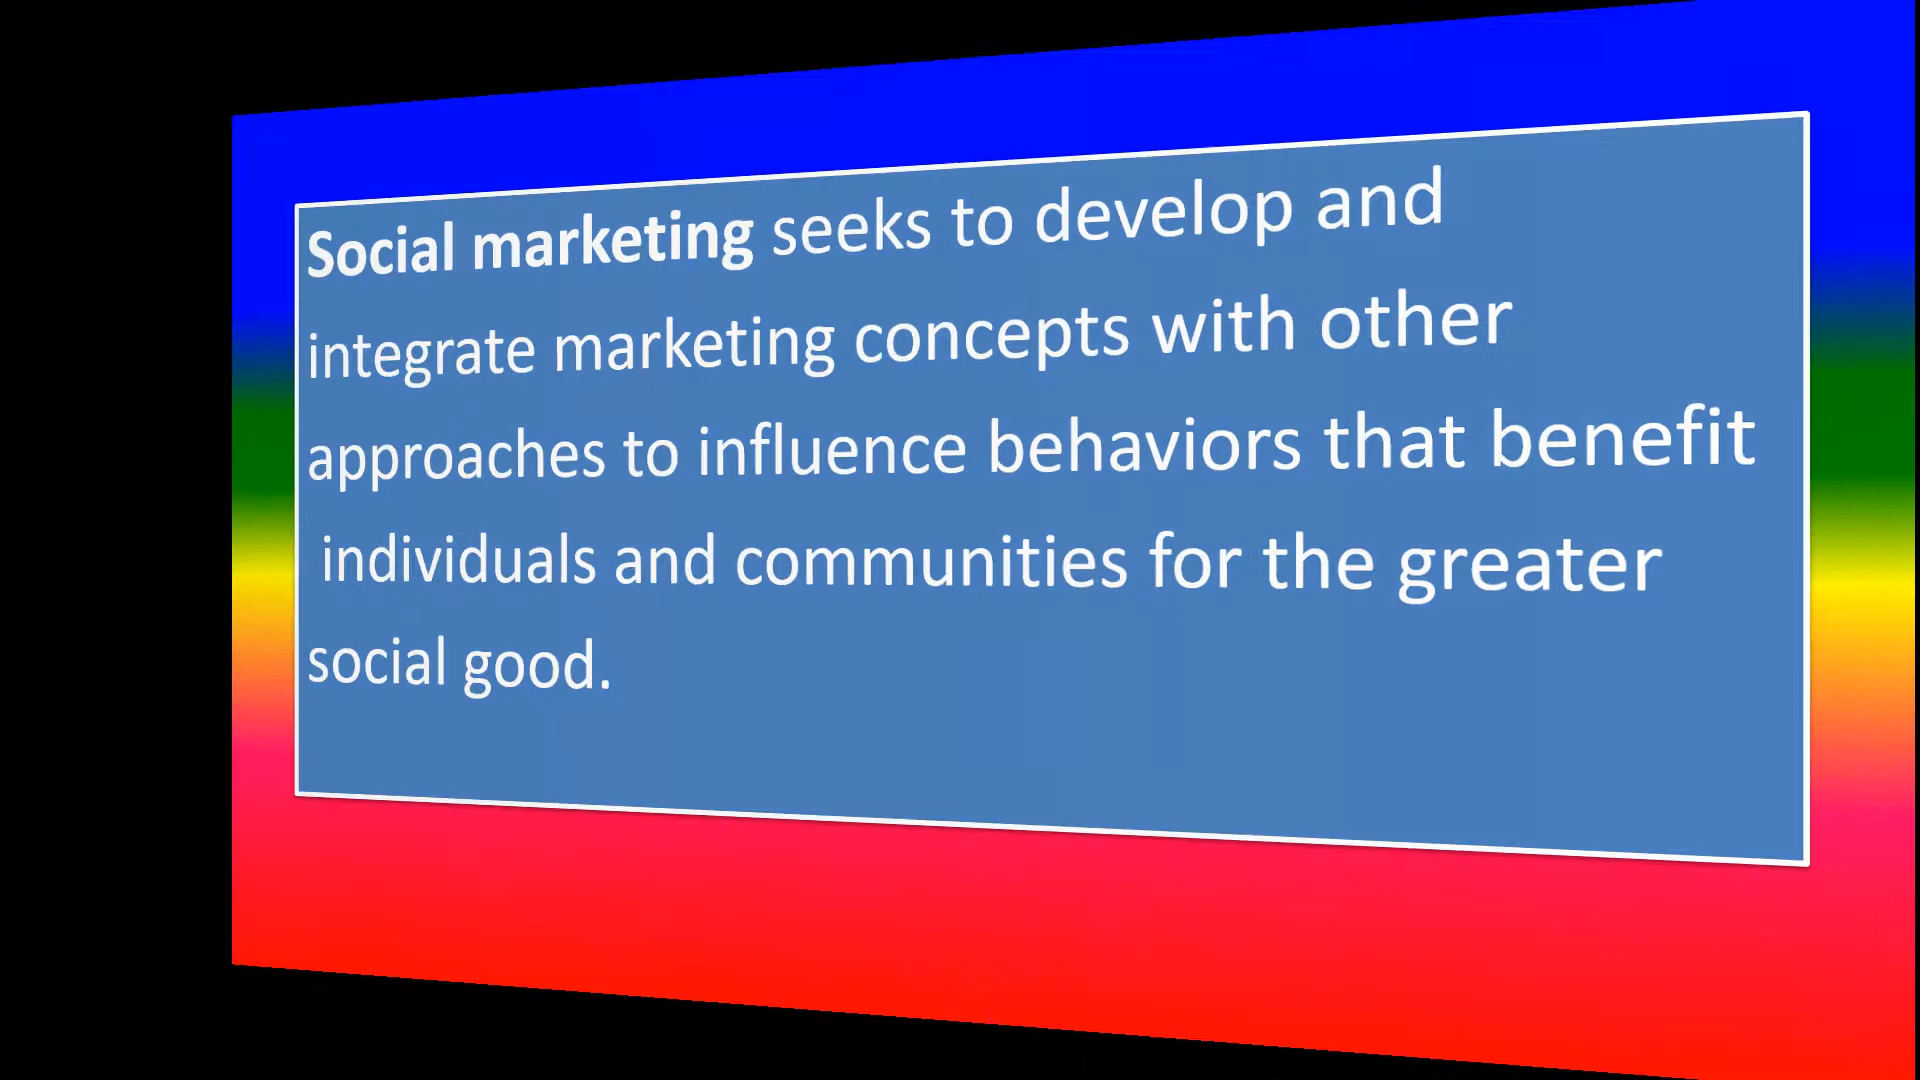 Social marketing seeks to develop and
integrate marketing concepts with other
approaches to influence behaviors that benefit
individuals and communities for the greater
social good.